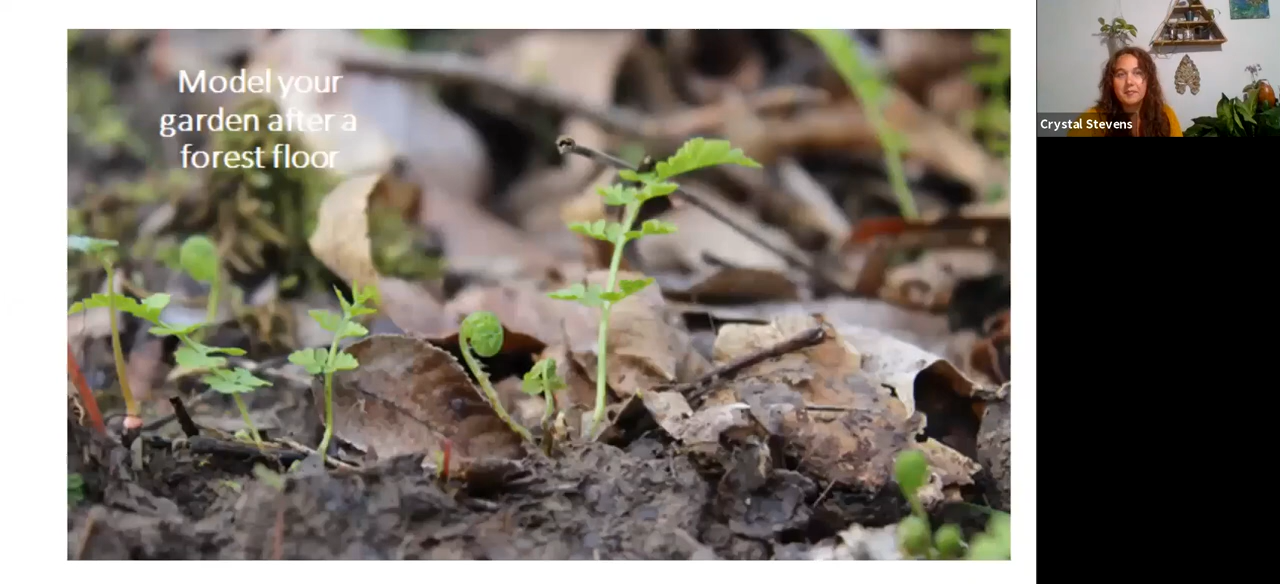 Model your
garden after a
forest floor
Crystal Stevens